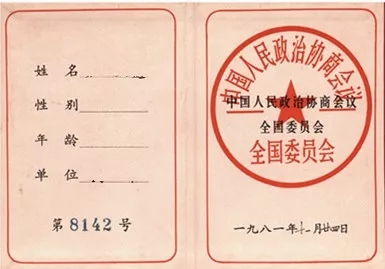 姓名
性别
年龄
单位
第8142号
中国人民政治协商会议
全国委员会
中国人民政治协商会议
全国委员会
一九八一年十一月廿四日